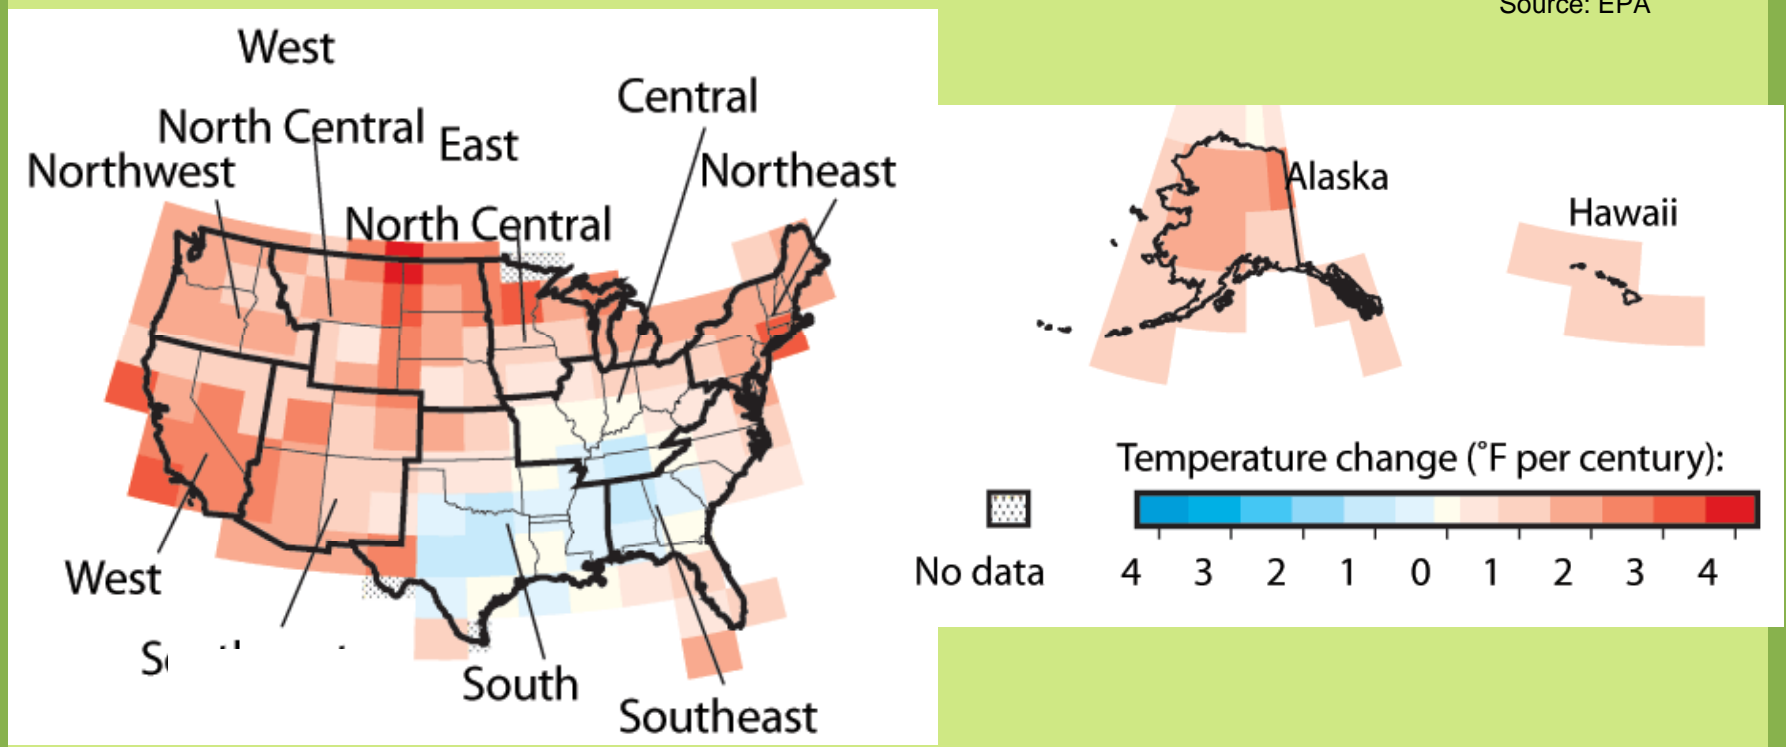 Source: EPA
West
Central
North Central
East
Northwest
Northeast
North Central
Alaska
Hawaii
West
South
Southeast
Temperature change (˚F per century):
No data
4 3 2 1 0 1 2 3 4